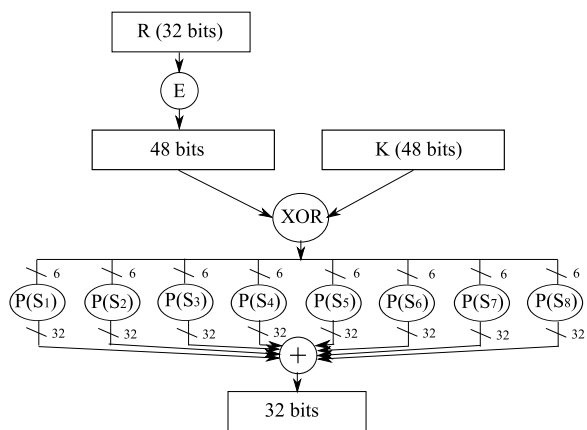 R (32 bits)
E
48 bits
K (48 bits)
XOR
6 6 6 6 6 6 6 6
P(S1) P(S2) P(S3) P(S4) P(S5) P(S6) P(S7) P(S8)
32 32 32 32 32 32 32 32
+
32 bits